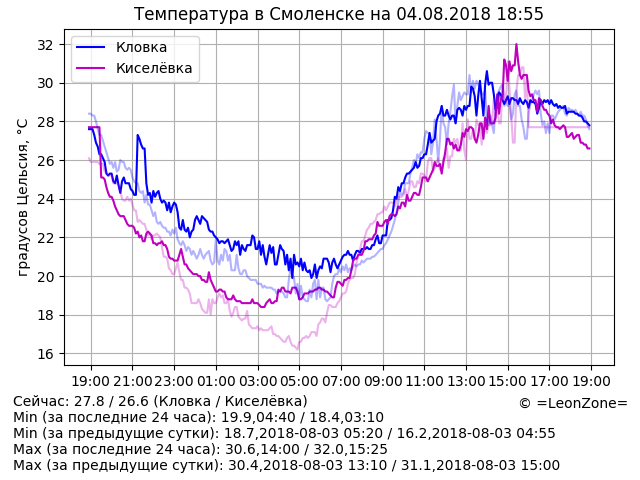 Температура в Смоленске на 04.08.2018 18:55
градусов Цельсия, °C
Кловка
Киселёвка
32
30
28
26
24
22
20
18
16
19:00 21:00 23:00 01:00 03:00 05:00 07:00 09:00 11:00 13:00 15:00 17:00 19:00
Сейчас: 27.8 / 26.6 (Кловка / Киселёвка)
© =LeonZone=
Min (за последние 24 часа): 19.9,04:40 / 18.4,03:10
Min (за предыдущие сутки): 18.7,2018-08-03 05:20 / 16.2,2018-08-03 04:55
Max (за последние 24 часа): 30.6,14:00 / 32.0,15:25
Max (за предыдущие сутки): 30.4,2018-08-03 13:10 / 31.1,2018-08-03 15:00